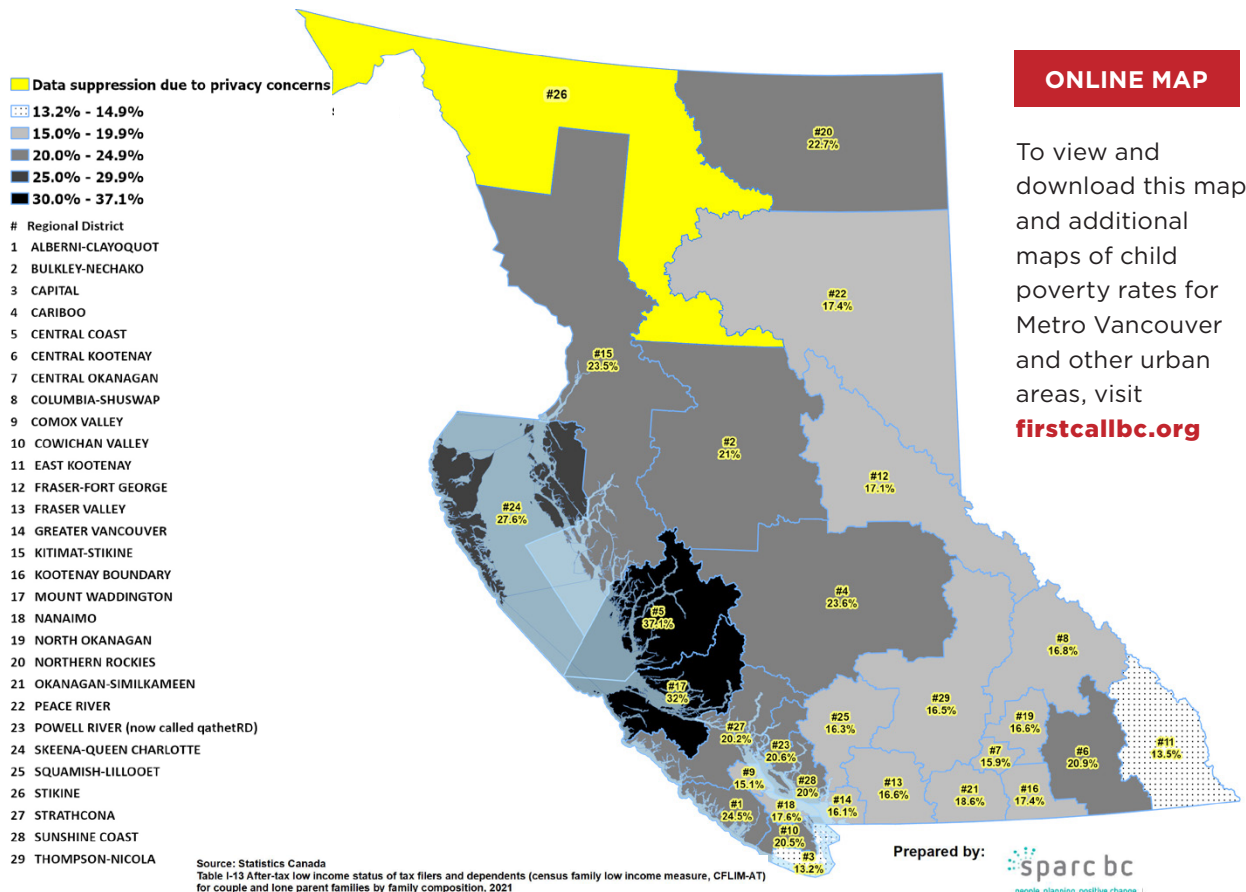 Data suppression due to privacy concerns
13.2% - 14.9%
15.0% - 19.9%
20.0% - 24.9%
25.0% - 29.9%
30.0% - 37.1%
# Regional District
1 ALBERNI-CLAYOQUOT
2 BULKLEY-NECHAKO
3 CAPITAL
4 CARIBOO
5 CENTRAL COAST
6 CENTRAL KOOTENAY
7 CENTRAL OKANAGAN
8 COLUMBIA-SHUSWAP
9 COMOX VALLEY
10 COWICHAN VALLEY
11 EAST KOOTENAY
12 FRASER-FORT GEORGE
13 FRASER VALLEY
14 GREATER VANCOUVER
15 KITIMAT-STIKINE
16 KOOTENAY BOUNDARY
17 MOUNT WADDINGTON
18 NANAIMO
19 NORTH OKANAGAN
20 NORTHERN ROCKIES
21 OKANAGAN-SIMILKAMEEN
22 PEACE RIVER
23 POWELL RIVER (now called qathetRD)
24 SKEENA-QUEEN CHARLOTTE
25 SQUAMISH-LILLOOET
26 STIKINE
27 STRATHCONA
28 SUNSHINE COAST
29 THOMPSON-NICOLA
#26
#20
22.7%
#22
17.4%
#15
23.5%
#2
21%
#12
17.1%
#24
27.6%
#4
23.6%
#5
37.1%
#8
16.8%
#17
32%
#29
16.5%
#25
16.3%
#19
16.6%
#27
20.2%
#23
20.6%
#7
15.9%
#6
20.9%
#11
13.5%
#9
15.1%
#28
20%
#13
16.6%
#21
18.6%
#16
17.4%
#14
16.1%
#1
24.5%
#18
17.6%
#10
20.5%
#3
13.2%
Source: Statistics Canada
Table I-13 After-tax low income status of tax filers and dependents (census family low income measure, CFLIM-AT)
for couple and lone parent families by family composition, 2021
Prepared by:
sparc bc
people. planning. positive change.
ONLINE MAP
To view and
download this map
and additional
maps of child
poverty rates for
Metro Vancouver
and other urban
areas, visit
firstcallbc.org